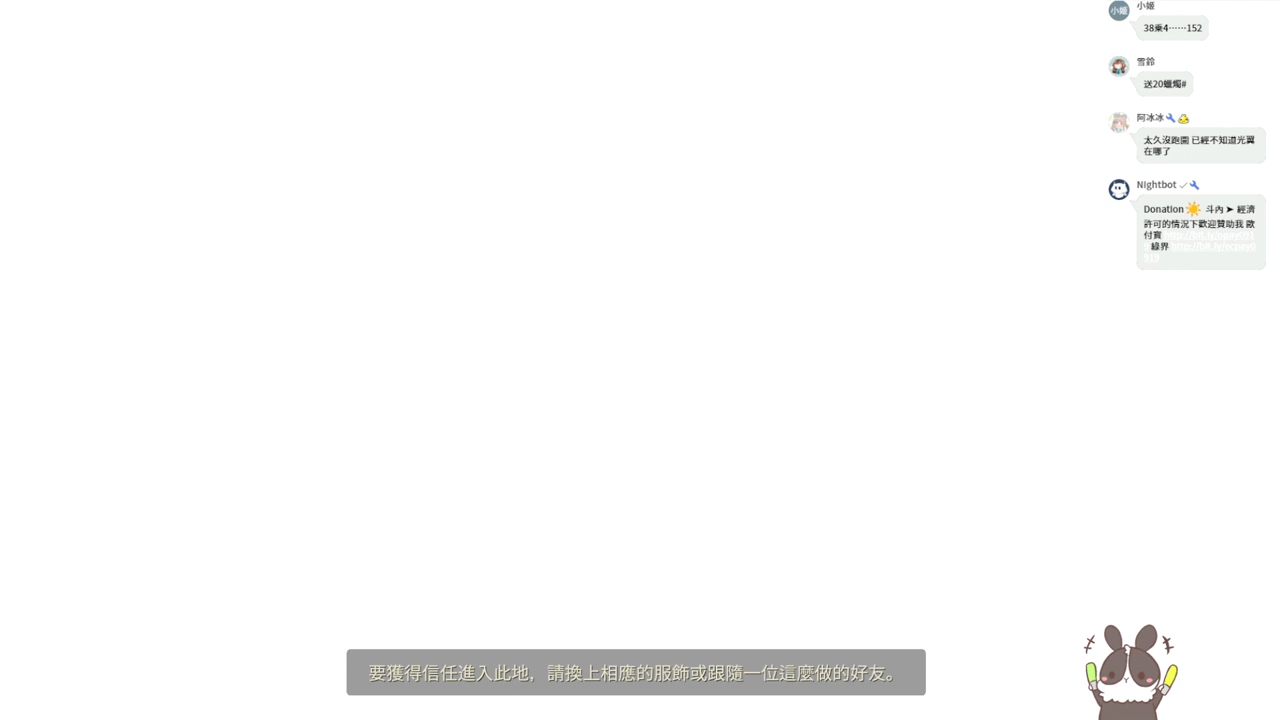 小姬
小姬
38乘4⋯⋯152
雪鈴
送20蠟燭#
阿冰冰
太久沒跑圖 已經不知道光翼
在哪了
Nightbot
Donation 斗內 ➤ 經濟
許可的情況下歡迎贊助我 歐
付寶
綠界
919
要獲得信任進入此地，請換上相應的服飾或跟隨一位這麼做的好友。